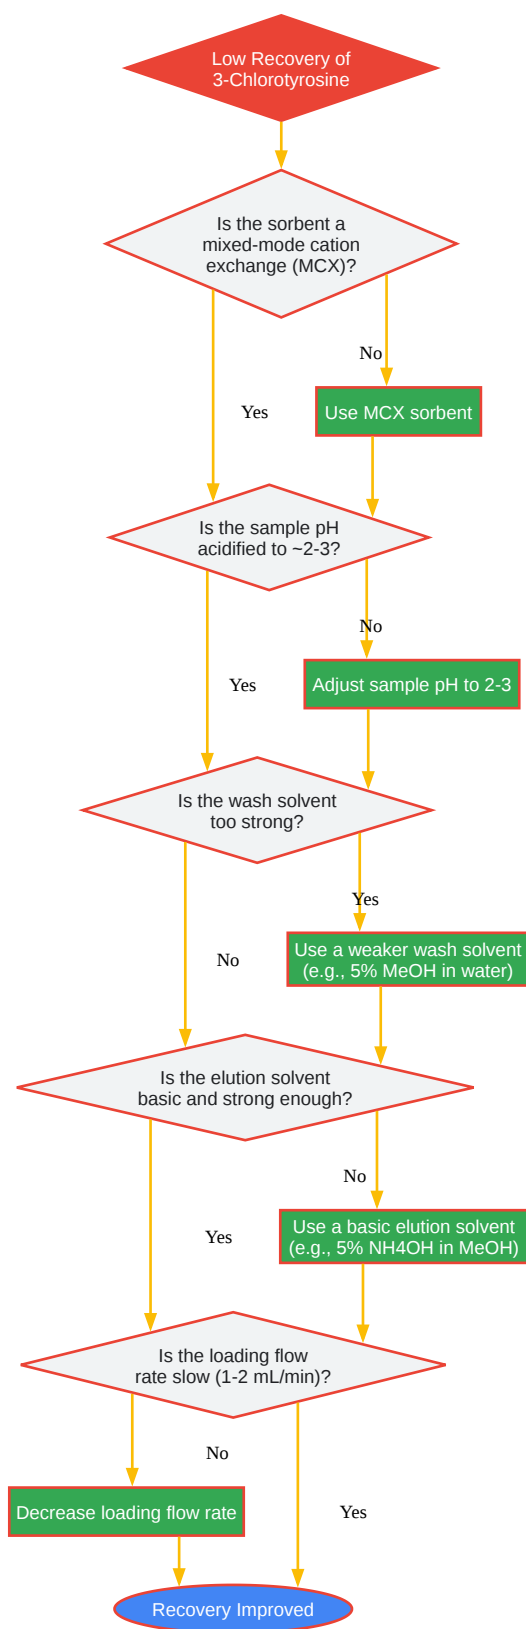 Low Recovery of
3-Chlorotyrosine
Is the sorbent a
mixed-mode cation
exchange (MCX)?
No
Yes
Use MCX sorbent
Is the sample pH
acidified to ~2-3?
No
Yes
Adjust sample pH to 2-3
Is the wash solvent
too strong?
Yes
No
Use a weaker wash solvent
(e.g., 5% MeOH in water)
Is the elution solvent
basic and strong enough?
No
Yes
Use a basic elution solvent
(e.g., 5% NH4OH in MeOH)
Is the loading flow
rate slow (1-2 mL/min)?
No
Yes
Decrease loading flow rate
Recovery Improved